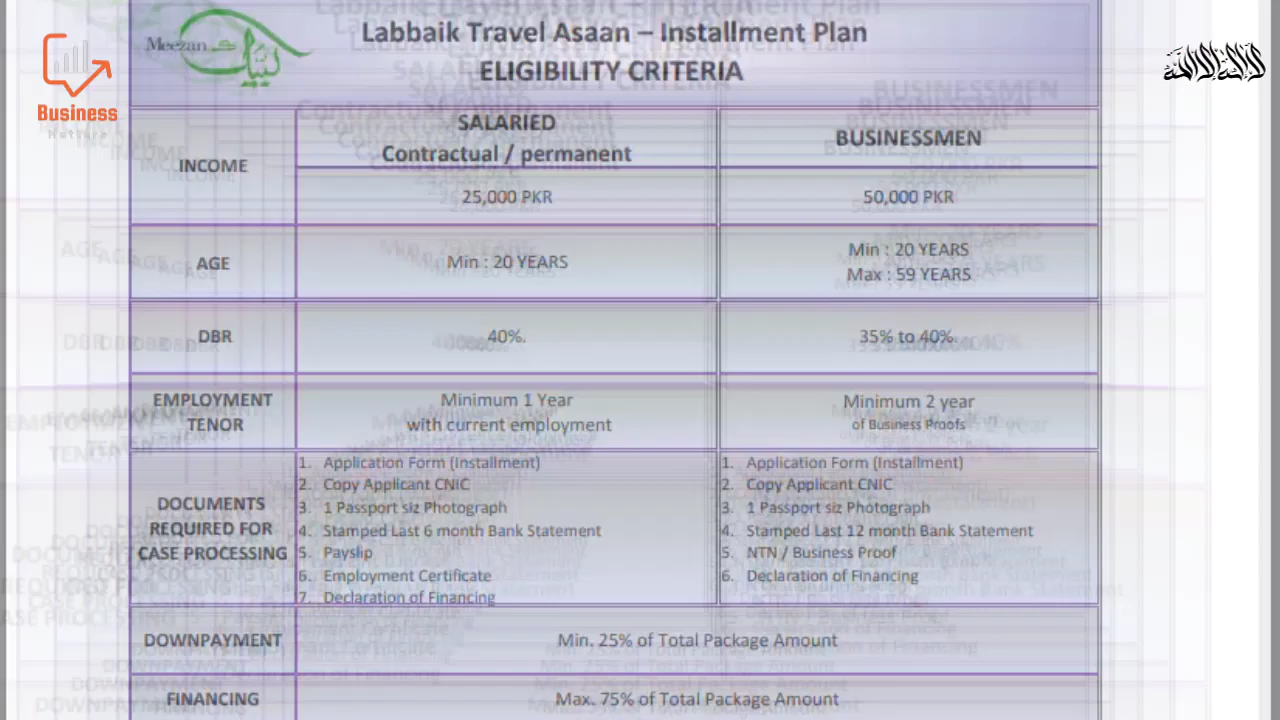 Labbaik Travel Asaan – Installment Plan
ELIGIBILITY CRITERIA
Meezan
لبیک
Business
لا إله إلا الله
INCOME
SALARIED
Contractual / permanent
BUSINESSMEN
25,000 PKR
50,000 PKR
AGE
Min : 20 YEARS
Min : 20 YEARS
Max : 59 YEARS
DBR
40%.
35% to 40%.
EMPLOYMENT
TENOR
Minimum 1 Year
with current employment
Minimum 2 year
of Business Proofs
DOCUMENTS
REQUIRED FOR
CASE PROCESSING
1. Application Form (Installment)
2. Copy Applicant CNIC
3. 1 Passport siz Photograph
4. Stamped Last 6 month Bank Statement
5. Payslip
6. Employment Certificate
7. Declaration of Financing
1. Application Form (Installment)
2. Copy Applicant CNIC
3. 1 Passport siz Photograph
4. Stamped Last 12 month Bank Statement
5. NTN / Business Proof
6. Declaration of Financing
DOWNPAYMENT
Min. 25% of Total Package Amount
FINANCING
Max. 75% of Total Package Amount